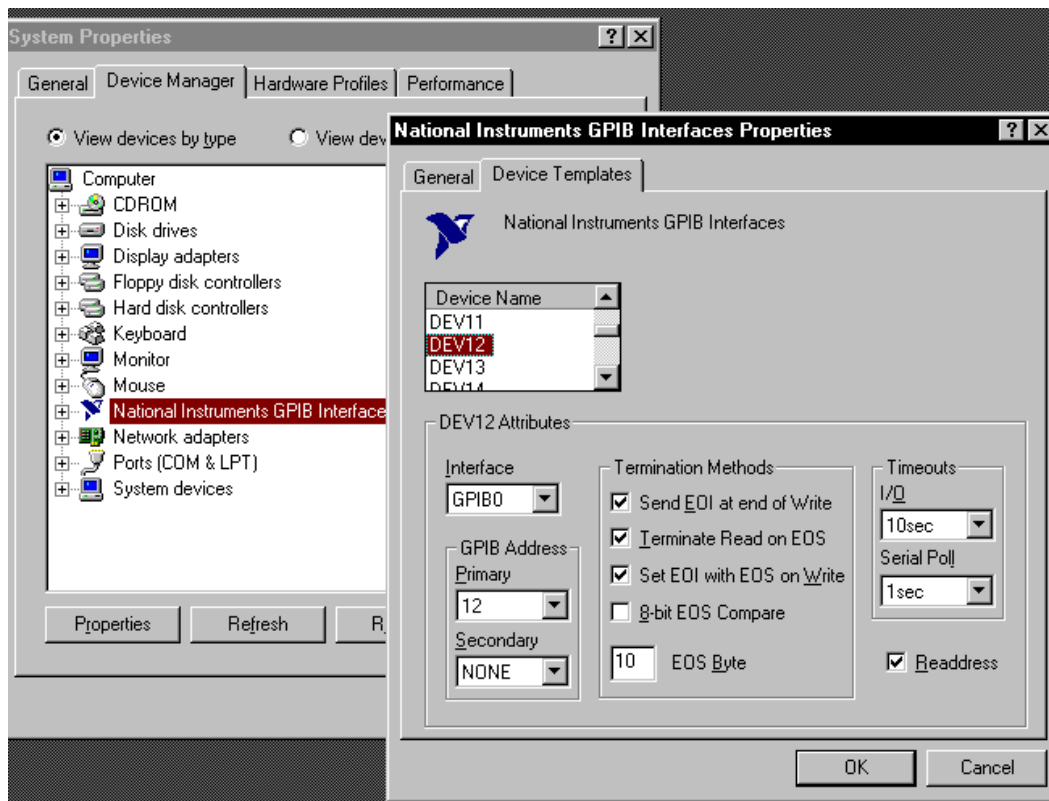 System Properties
General Device Manager Hardware Profiles Performance
View devices by type View dev
Computer
CDROM
Disk drives
Display adapters
Floppy disk controllers
Hard disk controllers
Keyboard
Monitor
Mouse
National Instruments GPIB Interface
Network adapters
Ports (COM & LPT)
System devices
Properties Refresh R
National Instruments GPIB Interfaces Properties
General Device Templates
National Instruments GPIB Interfaces
Device Name
DEV11
DEV12
DEV13
DEV14
DEV12 Attributes
Interface
GPIB0
GPIB Address
Primary
12
Secondary
NONE
Termination Methods
Send EOI at end of Write
Terminate Read on EOS
Set EOI with EOS on Write
8-bit EOS Compare
10 EOS Byte
Timeouts
I/O
10sec
Serial Poll
1sec
Readdress
OK Cancel